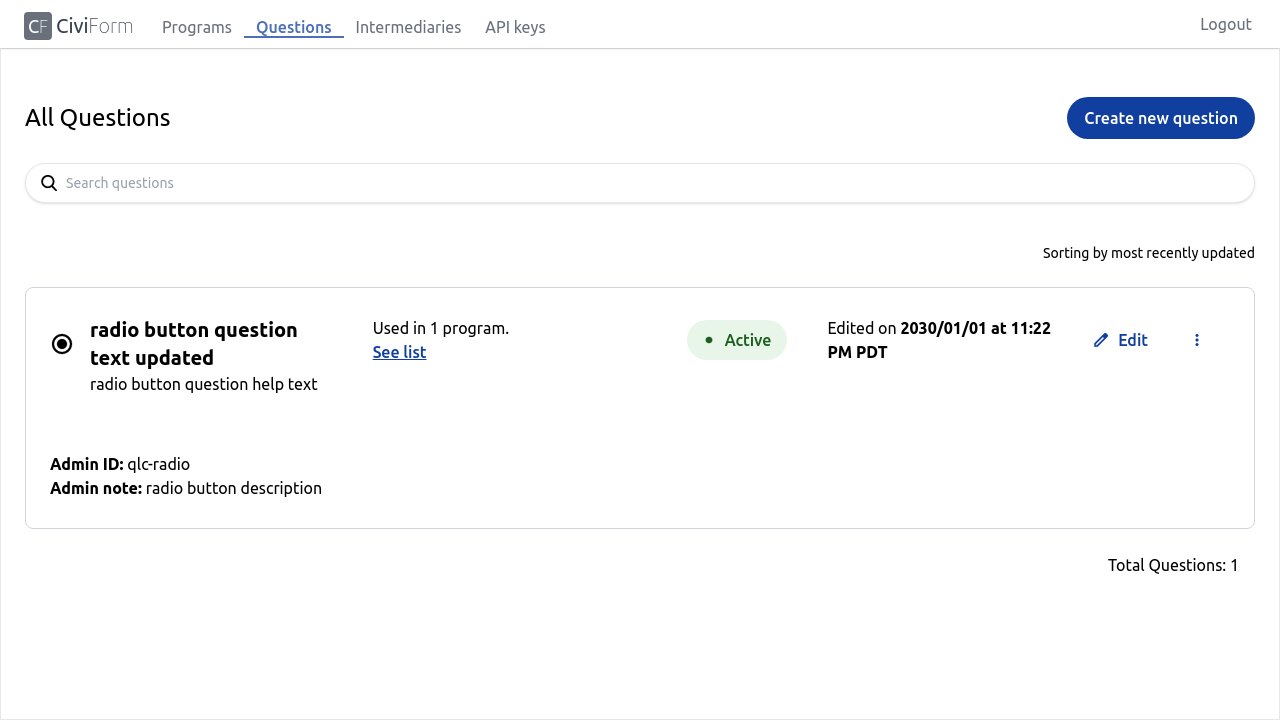 CF CiviForm Programs Questions Intermediaries API keys Logout
All Questions Create new question
Search questions
Sorting by most recently updated
radio button question
text updated
radio button question help text
Used in 1 program.
See list
Active
Edited on 2030/01/01 at 11:22
PM PDT
Edit
Admin ID: qlc-radio
Admin note: radio button description
Total Questions: 1